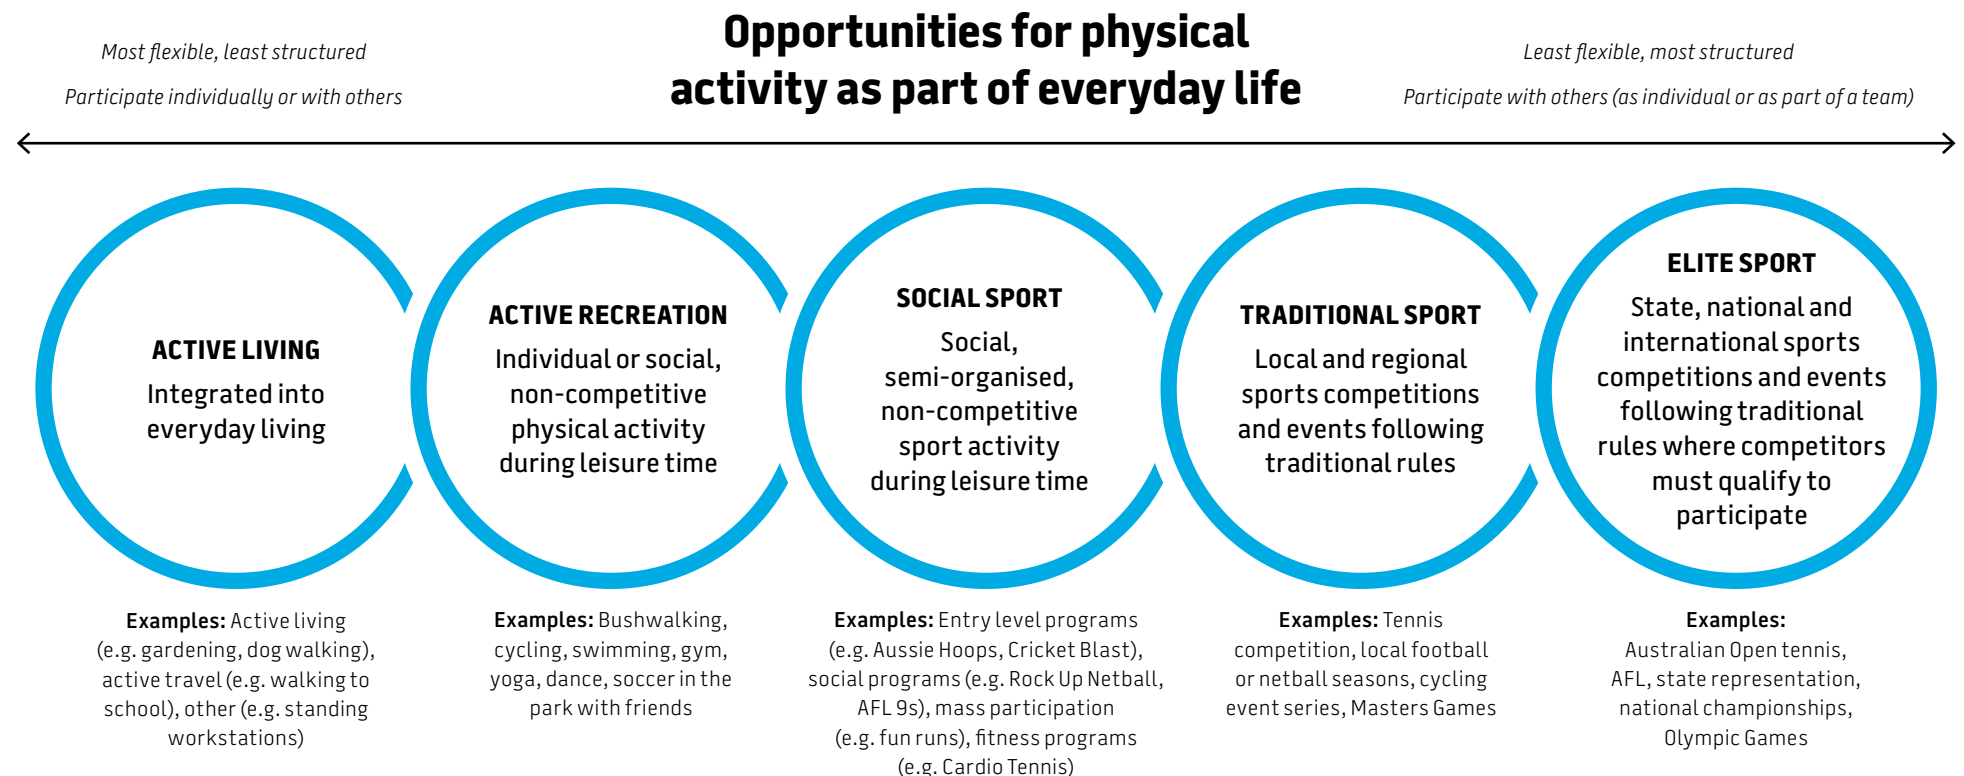 Opportunities for physical
activity as part of everyday life
Most flexible, least structured
Participate individually or with others
Least flexible, most structured
Participate with others (as individual or as part of a team)
ACTIVE LIVING
Integrated into
everyday living
Examples: Active living
(e.g. gardening, dog walking),
active travel (e.g. walking to
school), other (e.g. standing
workstations)
ACTIVE RECREATION
Individual or social,
non-competitive
physical activity
during leisure time
Examples: Bushwalking,
cycling, swimming, gym,
yoga, dance, soccer in the
park with friends
SOCIAL SPORT
Social,
semi-organised,
non-competitive
sport activity
during leisure time
Examples: Entry level programs
(e.g. Aussie Hoops, Cricket Blast),
social programs (e.g. Rock Up Netball,
AFL 9s), mass participation
(e.g. fun runs), fitness programs
(e.g. Cardio Tennis)
TRADITIONAL SPORT
Local and regional
sports competitions
and events following
traditional rules
Examples: Tennis
competition, local football
or netball seasons, cycling
event series, Masters Games
ELITE SPORT
State, national and
international sports
competitions and events
following traditional
rules where competitors
must qualify to
participate
Examples:
Australian Open tennis,
AFL, state representation,
national championships,
Olympic Games